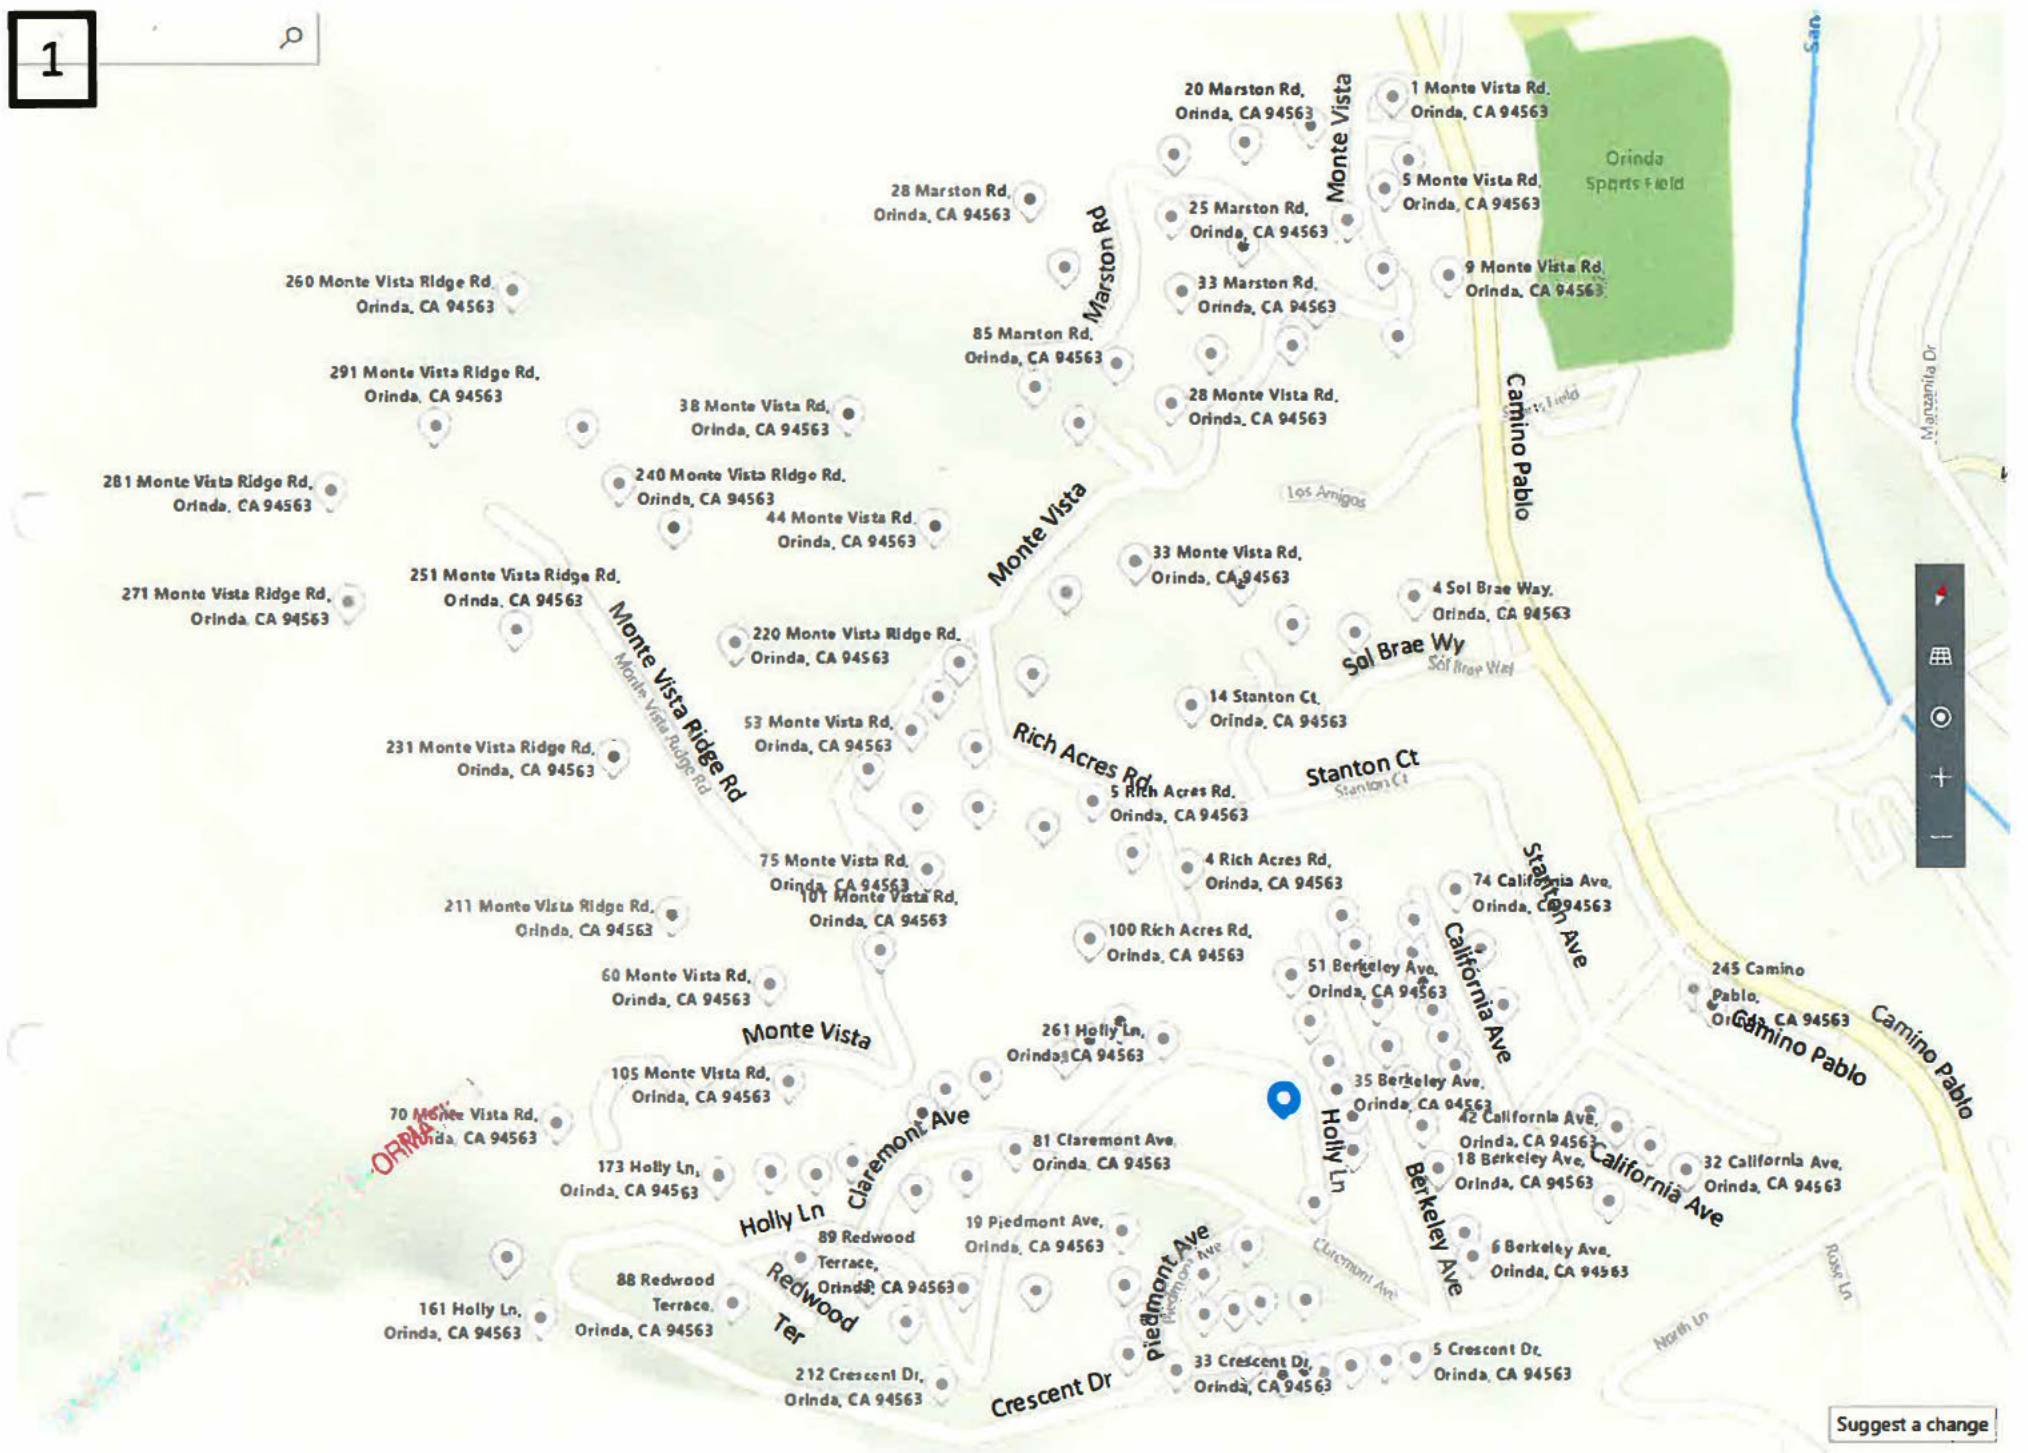 1
San
20 Marston Rd,
Orinda, CA 94563
Monte Vista
1 Monte Vista Rd,
Orinda, CA 94563
Orinda
Sports Field
5 Monte Vista Rd,
Orinda, CA 94563
28 Marston Rd,
Orinda, CA 94563
Marston Rd
25 Marston Rd,
Orinda, CA 94563
260 Monte Vista Ridge Rd,
Orinda, CA 94563
33 Marston Rd,
Orinda, CA 94563
9 Monte Vista Rd,
Orinda, CA 94563
85 Marston Rd,
Orinda, CA 94563
291 Monte Vista Ridge Rd,
Orinda, CA 94563
38 Monte Vista Rd,
Orinda, CA 94563
28 Monte Vista Rd,
Orinda, CA 94563
Camino Pablo
Field
Manzanita Dr
281 Monte Vista Ridge Rd,
Orinda, CA 94563
240 Monte Vista Ridge Rd,
Orinda, CA 94563
44 Monte Vista Rd,
Orinda, CA 94563
Monte Vista
Los Amigos
33 Monte Vista Rd,
Orinda, CA 94563
251 Monte Vista Ridge Rd,
Orinda, CA 94563
271 Monte Vista Ridge Rd,
Orinda, CA 94563
4 Sol Brae Way,
Orinda, CA 94563
Monte Vista Ridge Rd
Monte Vista Ridge Rd
220 Monte Vista Ridge Rd,
Orinda, CA 94563
Sol Brae Wy
Sol Brae Way
14 Stanton Ct,
Orinda, CA 94563
53 Monte Vista Rd,
Orinda, CA 94563
231 Monte Vista Ridge Rd,
Orinda, CA 94563
Rich Acres Rd
Stanton Ct
Stanton Ct
5 Rich Acres Rd,
Orinda, CA 94563
75 Monte Vista Rd,
Orinda, CA 94563
101 Monte Vista Rd,
Orinda, CA 94563
4 Rich Acres Rd,
Orinda, CA 94563
Stanton Ave
74 California Ave,
Orinda, CA 94563
211 Monte Vista Ridge Rd,
Orinda, CA 94563
100 Rich Acres Rd,
Orinda, CA 94563
California Ave
51 Berkeley Ave,
Orinda, CA 94563
60 Monte Vista Rd,
Orinda, CA 94563
245 Camino
Pablo,
Orinda, CA 94563
Camino Pablo
Camino Pablo
Monte Vista
261 Holly Ln,
Orinda, CA 94563
105 Monte Vista Rd,
Orinda, CA 94563
35 Berkeley Ave,
Orinda, CA 94563
70 Monte Vista Rd,
Orinda, CA 94563
Claremont Ave
Holly Ln
42 California Ave,
Orinda, CA 94563
81 Claremont Ave,
Orinda, CA 94563
173 Holly Ln,
Orinda, CA 94563
18 Berkeley Ave,
Orinda, CA 94563
California Ave
32 California Ave,
Orinda, CA 94563
Holly Ln
19 Piedmont Ave,
Orinda, CA 94563
Piedmont Ave
Piedmont Ave
Claremont Ave
Berkeley Ave
6 Berkeley Ave,
Orinda, CA 94563
Rose Ln
89 Redwood
Terrace,
Orinda, CA 94563
Redwood
Ter
88 Redwood
Terrace,
Orinda, CA 94563
161 Holly Ln,
Orinda, CA 94563
North Ln
212 Crescent Dr,
Orinda, CA 94563
Crescent Dr
33 Crescent Dr,
Orinda, CA 94563
5 Crescent Dr,
Orinda, CA 94563
Suggest a change